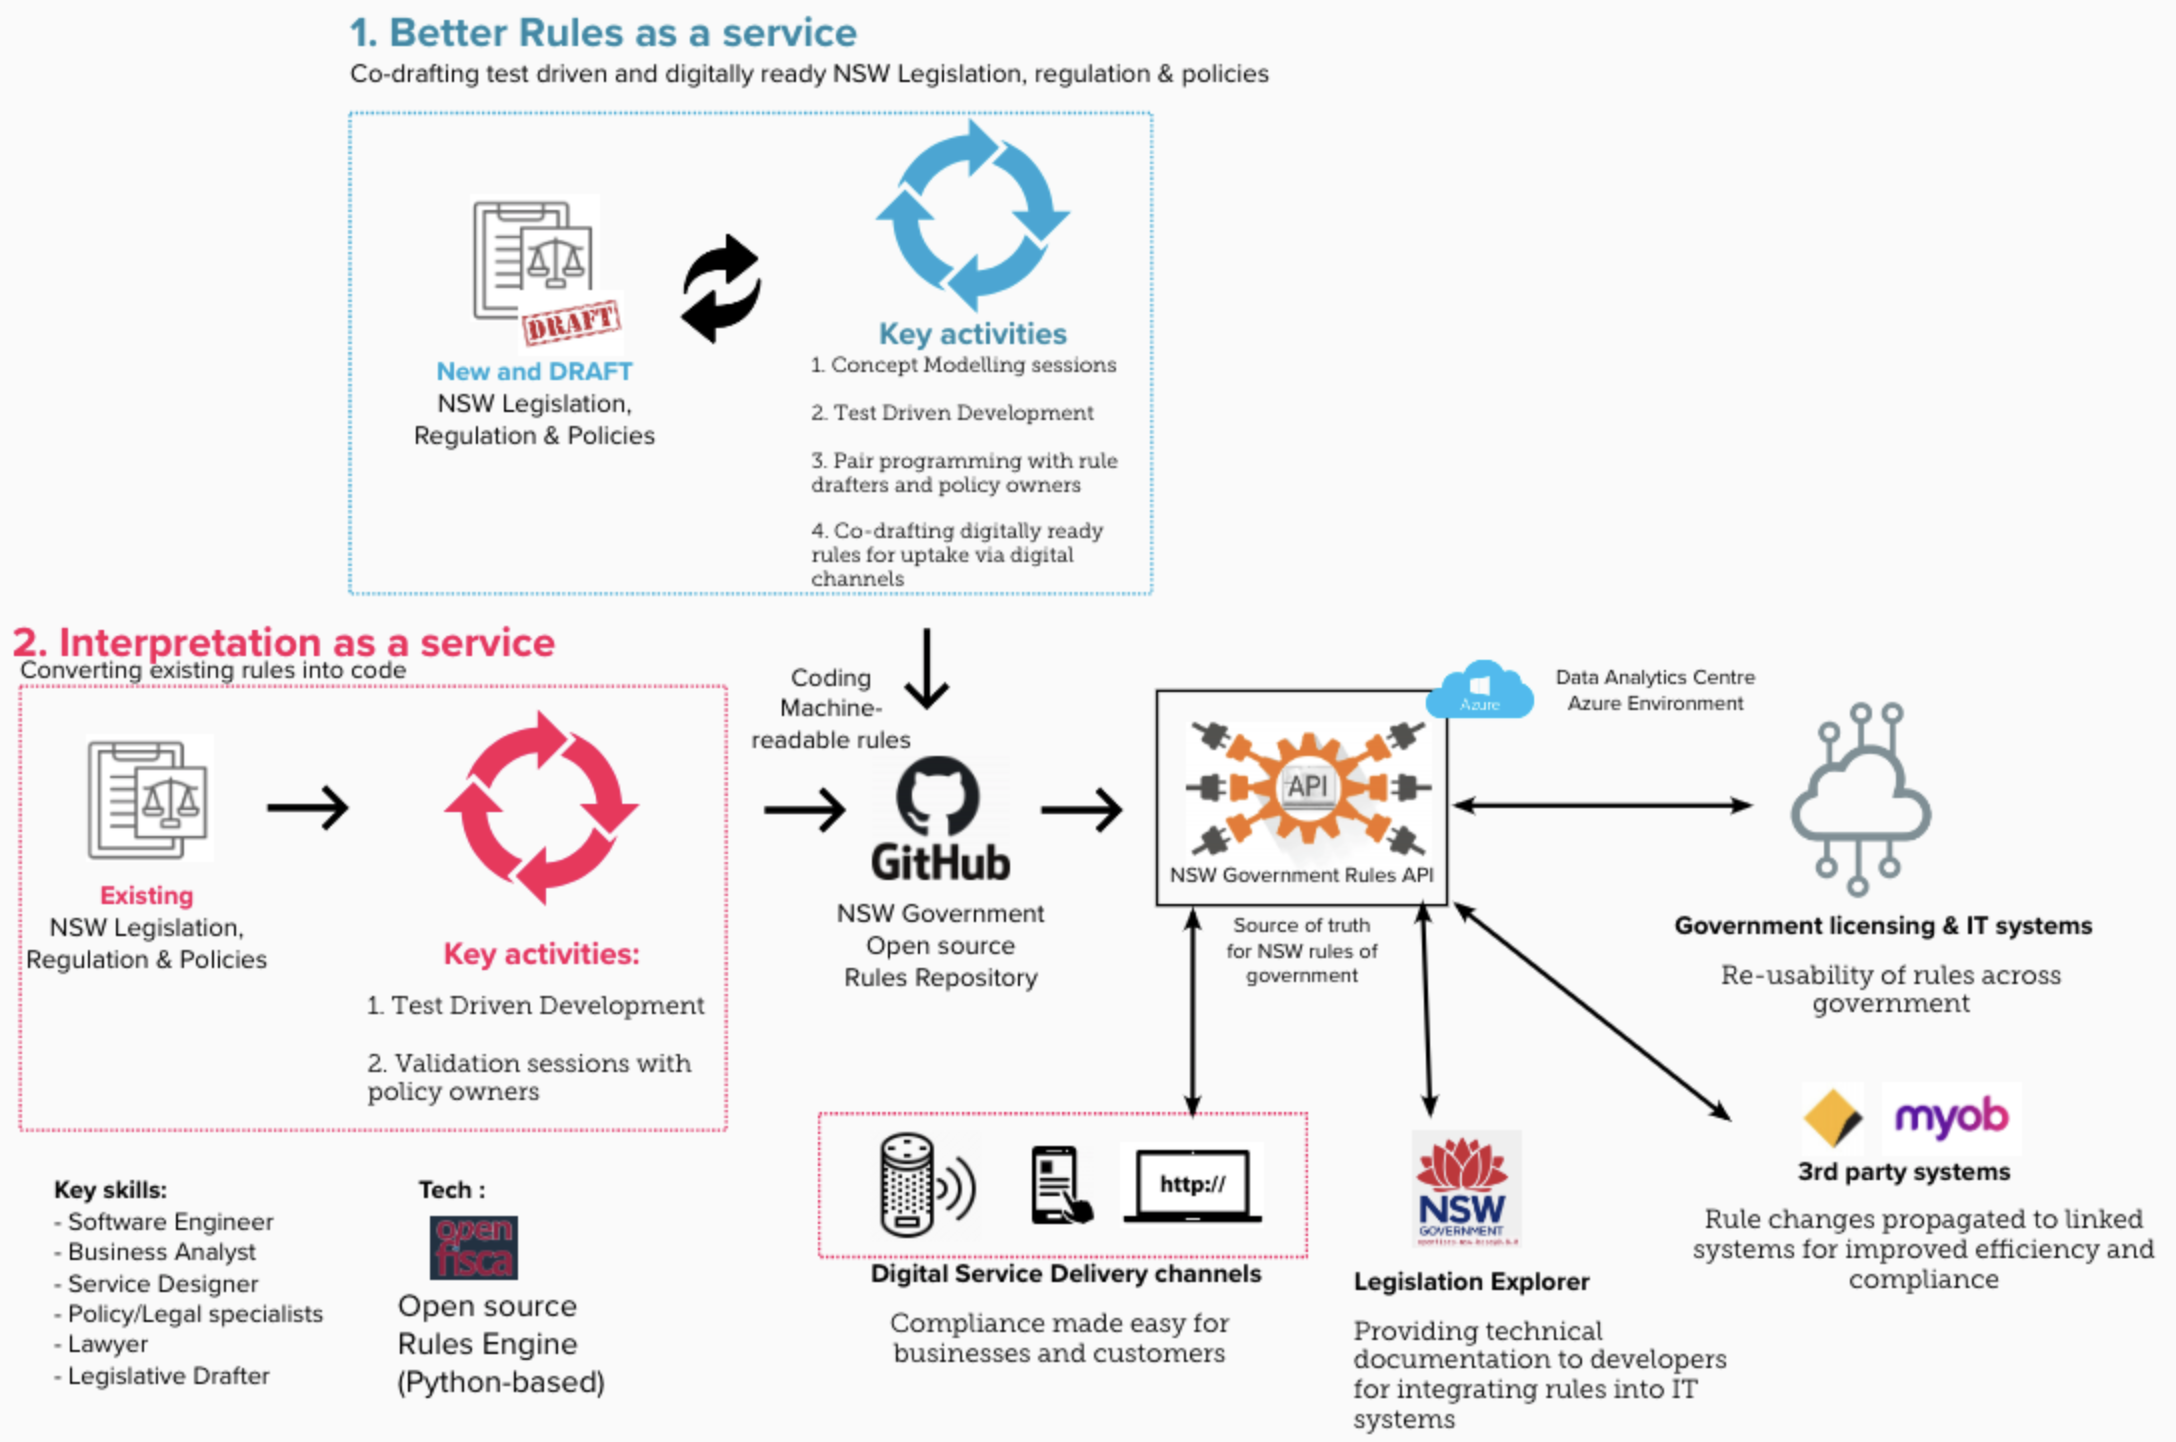 1. Better Rules as a service
Co-drafting test driven and digitally ready NSW Legislation, regulation & policies
DRAFT
New and DRAFT
NSW Legislation,
Regulation & Policies
Key activities
1. Concept Modelling sessions
2. Test Driven Development
3. Pair programming with rule
drafters and policy owners
4. Co-drafting digitally ready
rules for uptake via digital
channels
2. Interpretation as a service
Converting existing rules into code
Existing
NSW Legislation,
Regulation & Policies
Key activities:
1. Test Driven Development
2. Validation sessions with
policy owners
Coding
Machine-
readable rules
GitHub
NSW Government
Open source
Rules Repository
API
NSW Government Rules API
Azure
Data Analytics Centre
Azure Environment
Source of truth
for NSW rules of
government
Government licensing & IT systems
Re-usability of rules across
government
myob
3rd party systems
Rule changes propagated to linked
systems for improved efficiency and
compliance
Key skills:
- Software Engineer
- Business Analyst
- Service Designer
- Policy/Legal specialists
- Lawyer
- Legislative Drafter
Tech :
open
fisca
Open source
Rules Engine
(Python-based)
http://
Digital Service Delivery channels
Compliance made easy for
businesses and customers
NSW
GOVERNMENT
Legislation Explorer
Providing technical
documentation to developers
for integrating rules into IT
systems